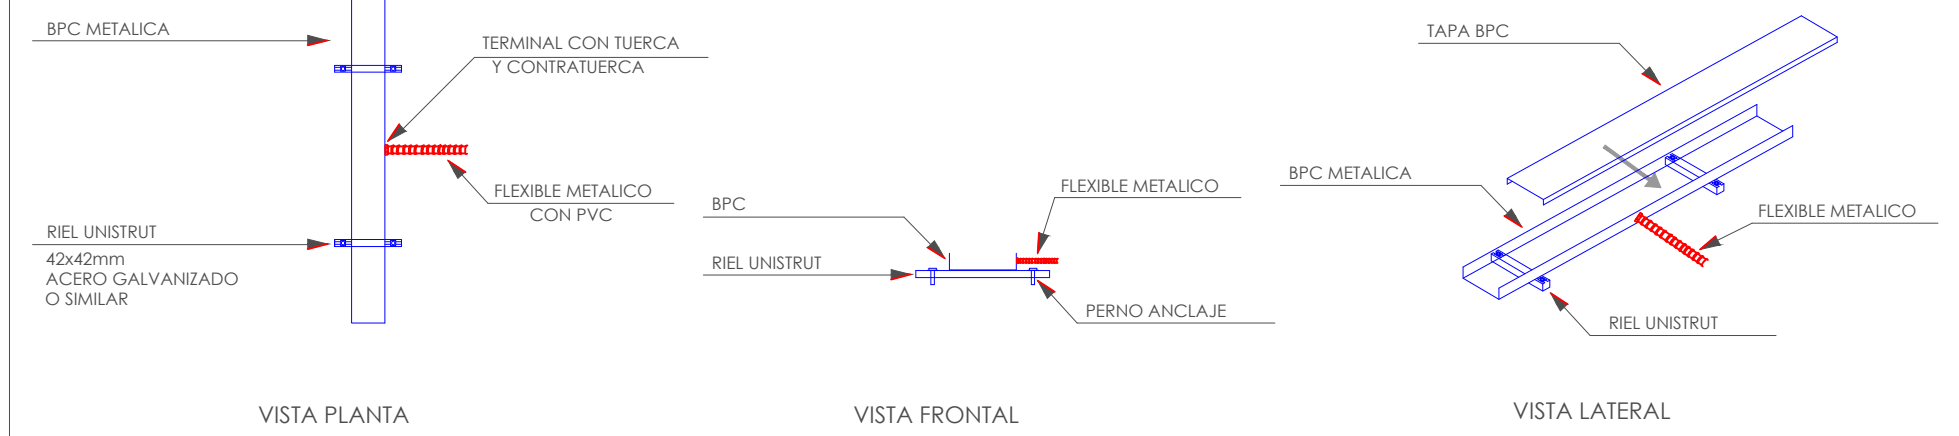 BPC METALICA
TERMINAL CON TUERCA
Y CONTRATUERCA
FLEXIBLE METALICO
CON PVC
RIEL UNISTRUT
42x42mm
ACERO GALVANIZADO
O SIMILAR
VISTA PLANTA
BPC
FLEXIBLE METALICO
RIEL UNISTRUT
PERNO ANCLAJE
VISTA FRONTAL
TAPA BPC
BPC METALICA
FLEXIBLE METALICO
RIEL UNISTRUT
VISTA LATERAL